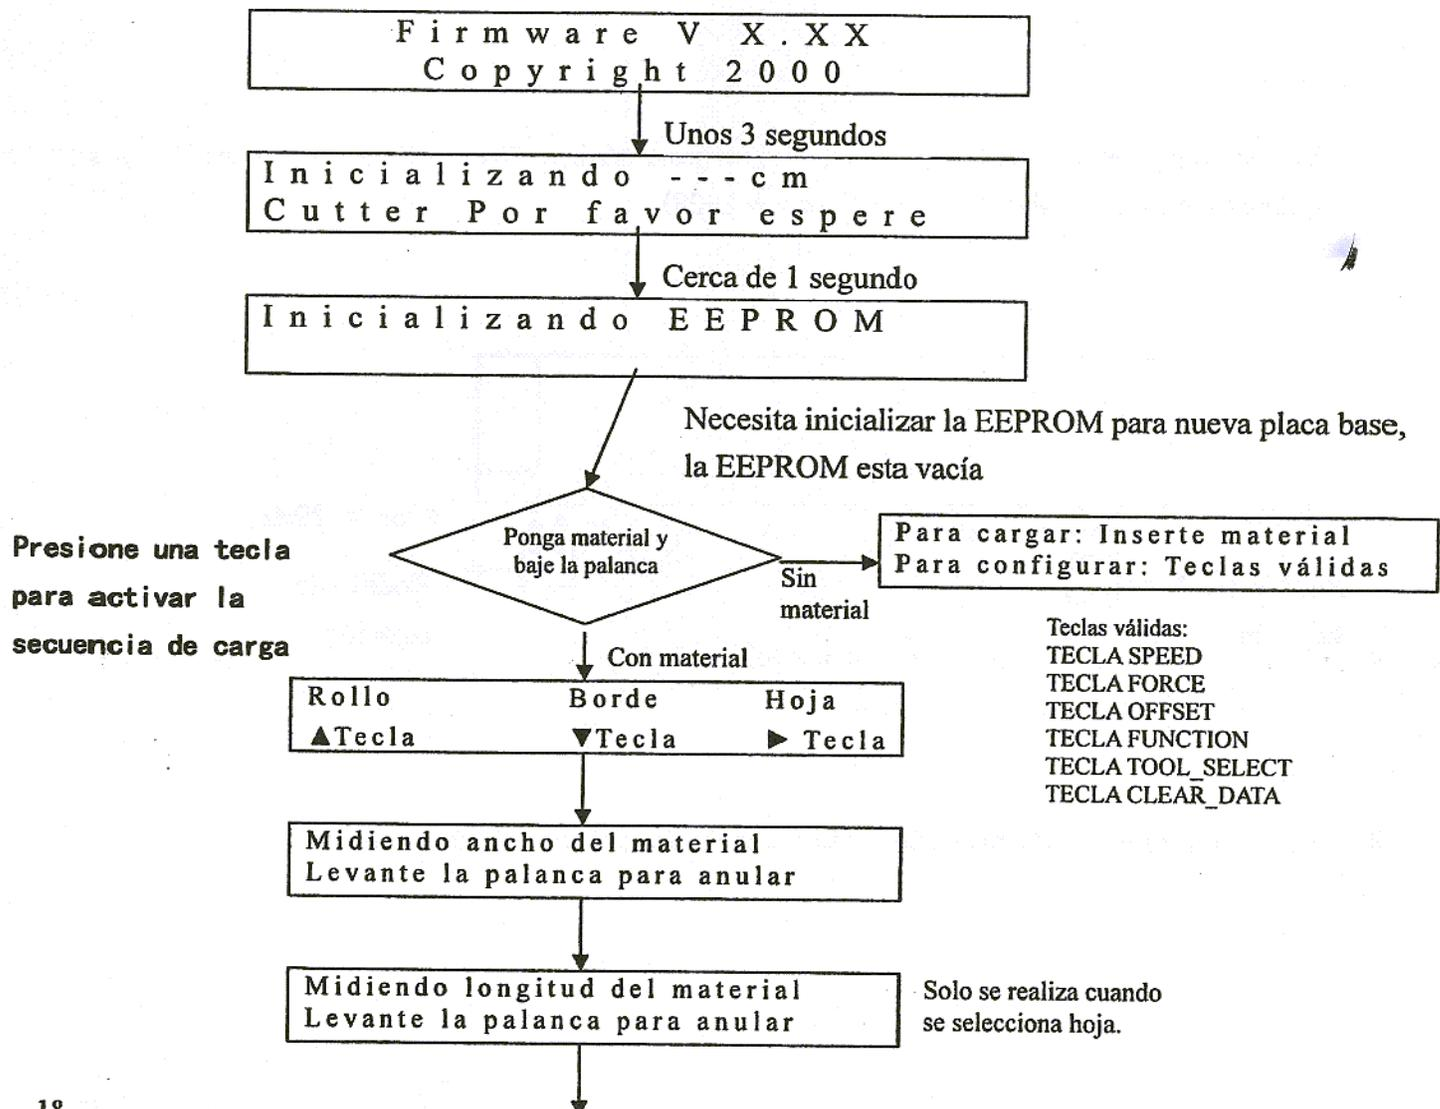 Firmware V X.XX
Copyright 2000
Unos 3 segundos
Inicializando ---cm
Cutter Por favor espere
Cerca de 1 segundo
Inicializando EEPROM
Necesita inicializar la EEPROM para nueva placa base,
la EEPROM esta vacía
Ponga material y
baje la palanca
Presione una tecla
para activar la
secuencia de carga
Sin
material
Para cargar: Inserte material
Para configurar: Teclas válidas
Teclas válidas:
TECLA SPEED
TECLA FORCE
TECLA OFFSET
TECLA FUNCTION
TECLA TOOL_SELECT
TECLA CLEAR_DATA
Con material
Rollo Borde Hoja
▲Tecla ▼Tecla ► Tecla
Midiendo ancho del material
Levante la palanca para anular
Midiendo longitud del material
Levante la palanca para anular
Solo se realiza cuando
se selecciona hoja.